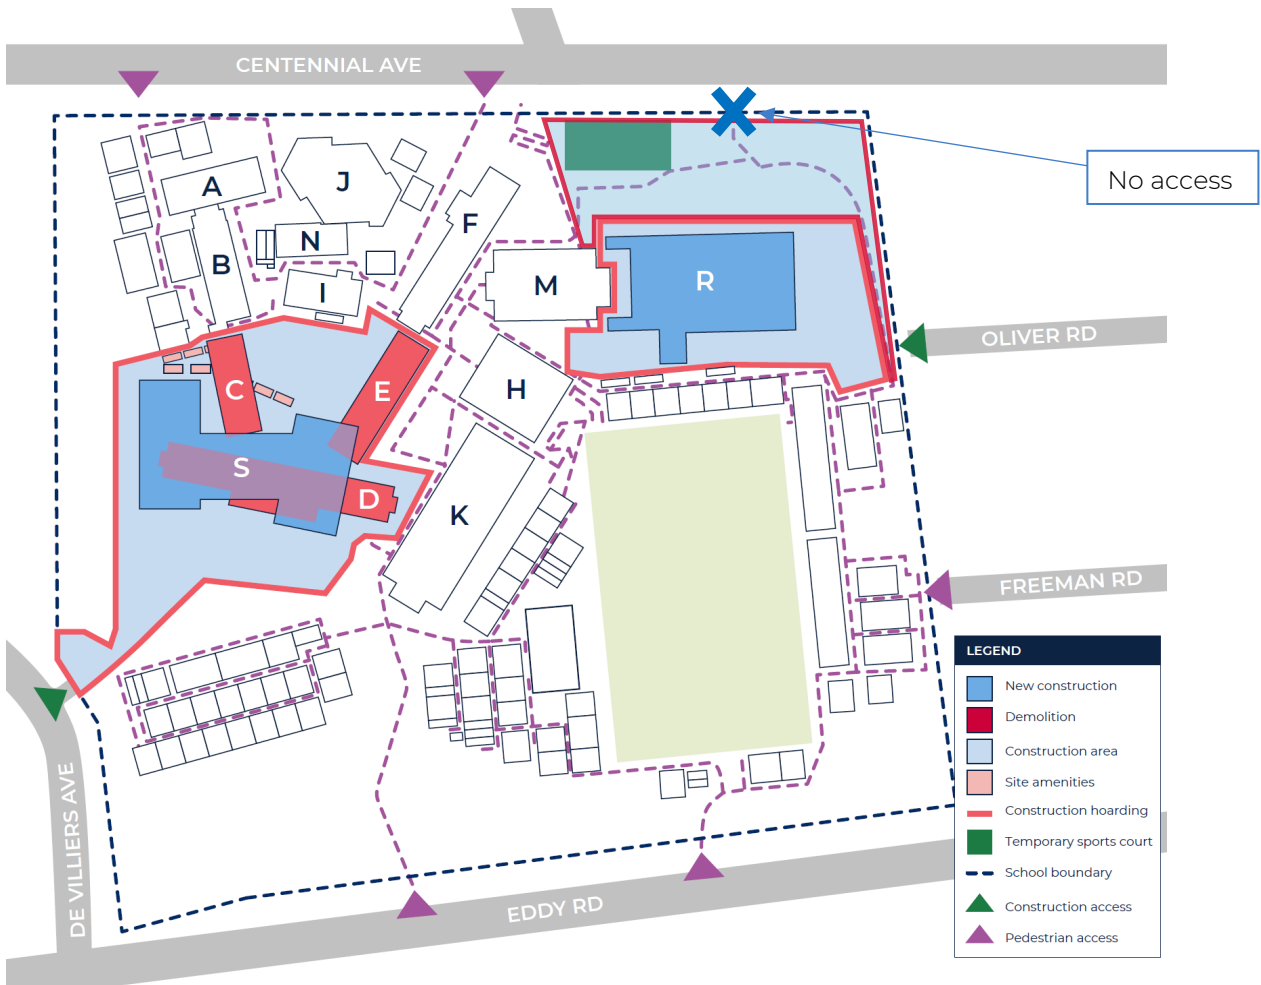 CENTENNIAL AVE
No access
A
J
F
N
B
I
M
R
OLIVER RD
C
E
H
S
D
K
FREEMAN RD
DE VILLIERS AVE
EDDY RD
LEGEND
New construction
Demolition
Construction area
Site amenities
Construction hoarding
Temporary sports court
School boundary
Construction access
Pedestrian access